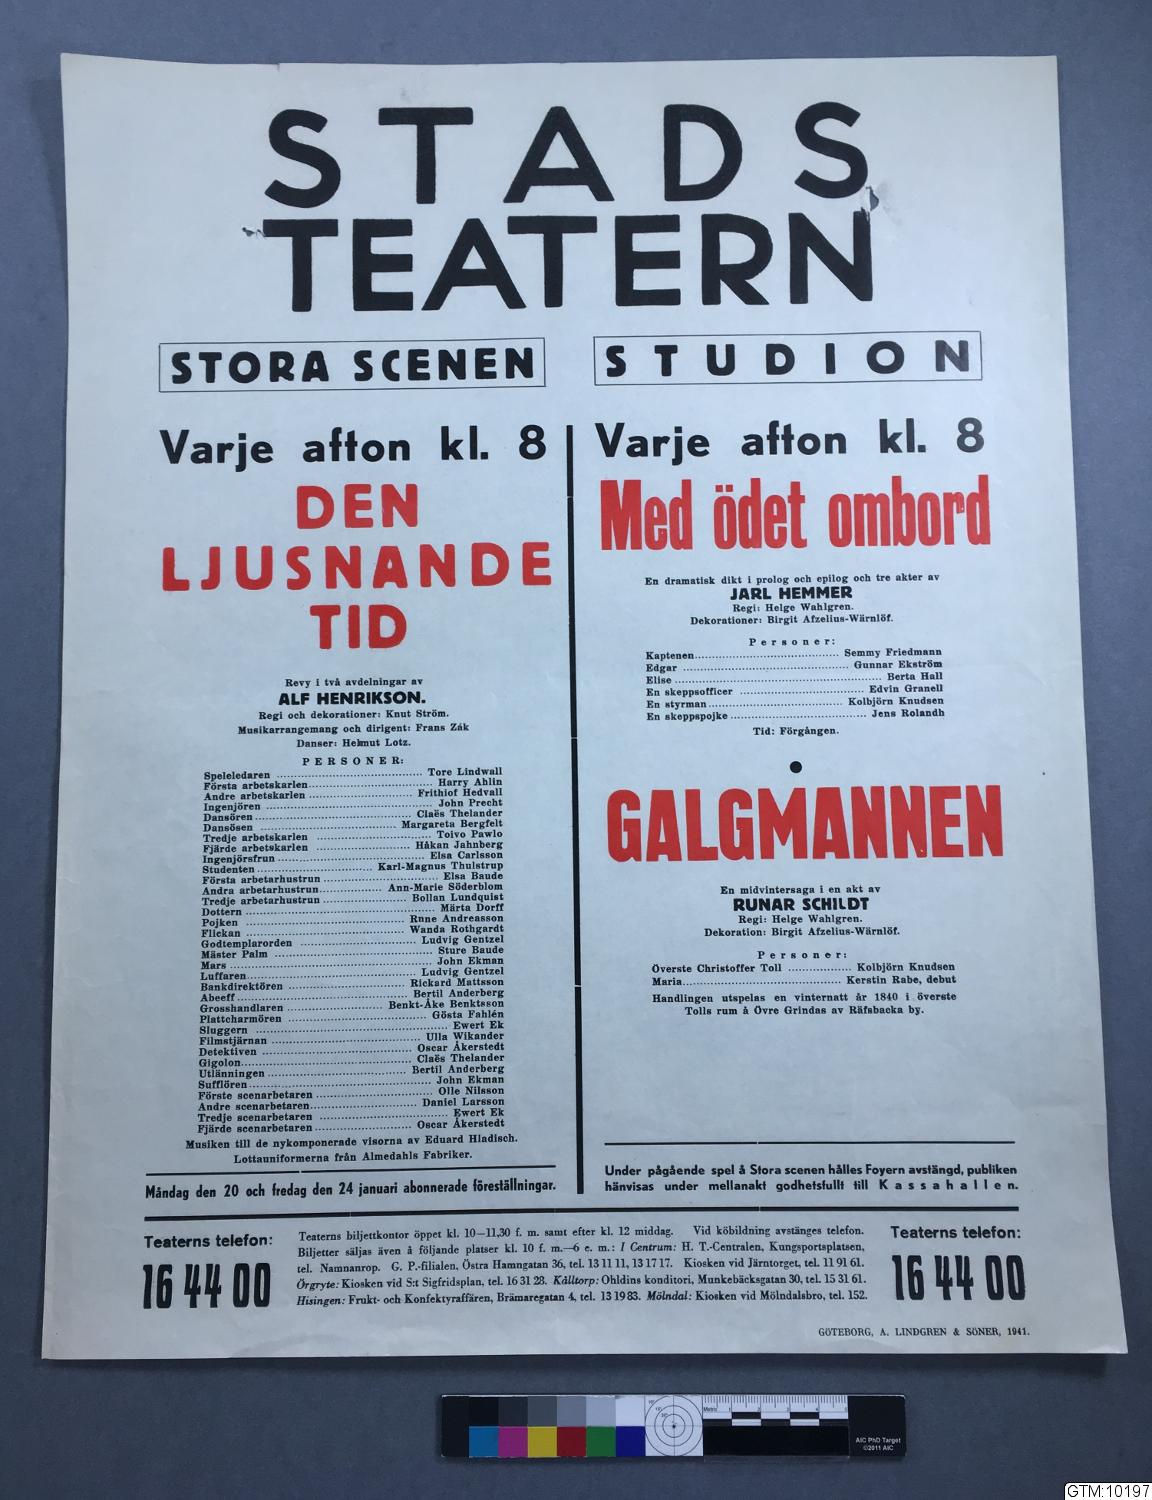 STADS
TEATERN
STORA SCENEN
Varje afton kl. 8
DEN
LJUSNANDE
TID
Revy i två avdelningar av
ALF HENRIKSON.
Regi och dekorationer: Knut Ström.
Musikarrangemang och dirigent: Frans Zák
Danser: Helmut Lotz.
PERSONER:
Speleledaren ........ Tore Lindwall
Första arbetskarlen ........ Harry Ahlin
Andre arbetskarlen ........ Frithiof Hedvall
Ingenjören ........ John Precht
Dansören ........ Claës Thelander
Dansösen ........ Margareta Bergfelt
Tredje arbetskarlen ........ Toivo Pawlo
Fjärde arbetskarlen ........ Håkan Jahnberg
Ingenjörsfrun ........ Elsa Carlsson
Studenten ........ Karl-Magnus Thulstrup
Första arbetarhustrun ........ Elsa Baude
Andra arbetarhustrun ........ Ann-Marie Söderblom
Tredje arbetarhustrun ........ Bollan Lundquist
Dottern ........ Märta Dorff
Pojken ........ Rune Andreasson
Flickan ........ Wanda Rothgardt
Godtemplarorden ........ Ludvig Gentzel
Mäster Palm ........ Sture Baude
Mars ........ John Ekman
Luffaren ........ Ludvig Gentzel
Bankdirektören ........ Rickard Mattsson
Abeeff ........ Bertil Anderberg
Grosshandlaren ........ Benkt-Åke Benktsson
Plattcharmören ........ Gösta Fahlén
Sluggern ........ Ewert Ek
Filmstjärnan ........ Ulla Wikander
Detektiven ........ Oscar Åkerstedt
Gigolon ........ Claës Thelander
Utlänningen ........ Bertil Anderberg
Sufflören ........ John Ekman
Förste scenarbetaren ........ Olle Nilsson
Andre scenarbetaren ........ Daniel Larsson
Tredje scenarbetaren ........ Ewert Ek
Fjärde scenarbetaren ........ Oscar Åkerstedt
Musiken till de nykomponerade visorna av Eduard Hladisch.
Lottauniformerna från Almedahls Fabriker.
Måndag den 20 och fredag den 24 januari abonnerade föreställningar.
STUDION
Varje afton kl. 8
Med ödet ombord
En dramatisk dikt i prolog och epilog och tre akter av
JARL HEMMER
Regi: Helge Wahlgren.
Dekorationer: Birgit Afzelius-Wärnlöf.
Personer:
Kaptenen ........ Semmy Friedmann
Edgar ........ Gunnar Ekström
Elise ........ Berta Hall
En skeppsofficer ........ Edvin Granell
En styrman ........ Kolbjörn Knudsen
En skeppspojke ........ Jens Rolandh
Tid: Förgången.
GALGMANNEN
En midvintersaga i en akt av
RUNAR SCHILDT
Regi: Helge Wahlgren.
Dekoration: Birgit Afzelius-Wärnlöf.
Personer:
Överste Christoffer Toll ........ Kolbjörn Knudsen
Maria ........ Kerstin Rabe, debut
Handlingen utspelas en vinternatt år 1840 i överste
Tolls rum å Övre Grindas av Räfsbacka by.
Under pågående spel å Stora scenen hålles Foyern avstängd, publiken
hänvisas under mellanakt godhetsfullt till Kassahallen.
Teaterns telefon:
16 44 00
Teaterns biljettkontor öppet kl. 10—11,30 f. m. samt efter kl. 12 middag. Vid köbildning avstänges telefon.
Biljetter säljas även å följande platser kl. 10 f. m.—6 e. m.: I Centrum: H. T.-Centralen, Kungsportsplatsen,
tel. Namnanrop. G. P.-filialen, Östra Hamngatan 36, tel. 13 11 11, 13 17 17. Kiosken vid Järntorget, tel. 11 91 61.
Örgryte: Kiosken vid S:t Sigfridsplan, tel. 16 31 28. Källtorp: Ohldins konditori, Munkebäcksgatan 30, tel. 15 31 61.
Hisingen: Frukt- och Konfektyraffären, Brämaregatan 4, tel. 13 19 83. Mölndal: Kiosken vid Mölndalsbro, tel. 152.
Teaterns telefon:
16 44 00
GÖTEBORG, A. LINDGREN & SÖNER, 1941.
AIC PhD Target
©2011 AIC
GTM:10197